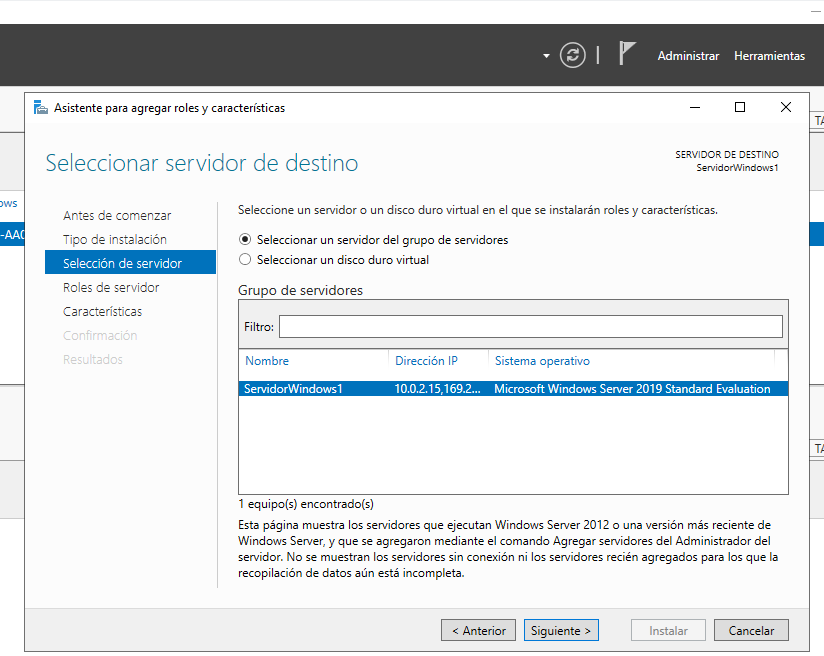 Administrar Herramientas
Asistente para agregar roles y características
TA
Seleccionar servidor de destino
SERVIDOR DE DESTINO
ServidorWindows1
ows
-AA0
Antes de comenzar
Tipo de instalación
Selección de servidor
Roles de servidor
Características
Confirmación
Resultados
Seleccione un servidor o un disco duro virtual en el que se instalarán roles y características.
Seleccionar un servidor del grupo de servidores
Seleccionar un disco duro virtual
Grupo de servidores
Filtro:
Nombre Dirección IP Sistema operativo
ServidorWindows1 10.0.2.15,169.2... Microsoft Windows Server 2019 Standard Evaluation
TA
1 equipo(s) encontrado(s)
Esta página muestra los servidores que ejecutan Windows Server 2012 o una versión más reciente de
Windows Server, y que se agregaron mediante el comando Agregar servidores del Administrador del
servidor. No se muestran los servidores sin conexión ni los servidores recién agregados para los que la
recopilación de datos aún está incompleta.
< Anterior Siguiente > Instalar Cancelar